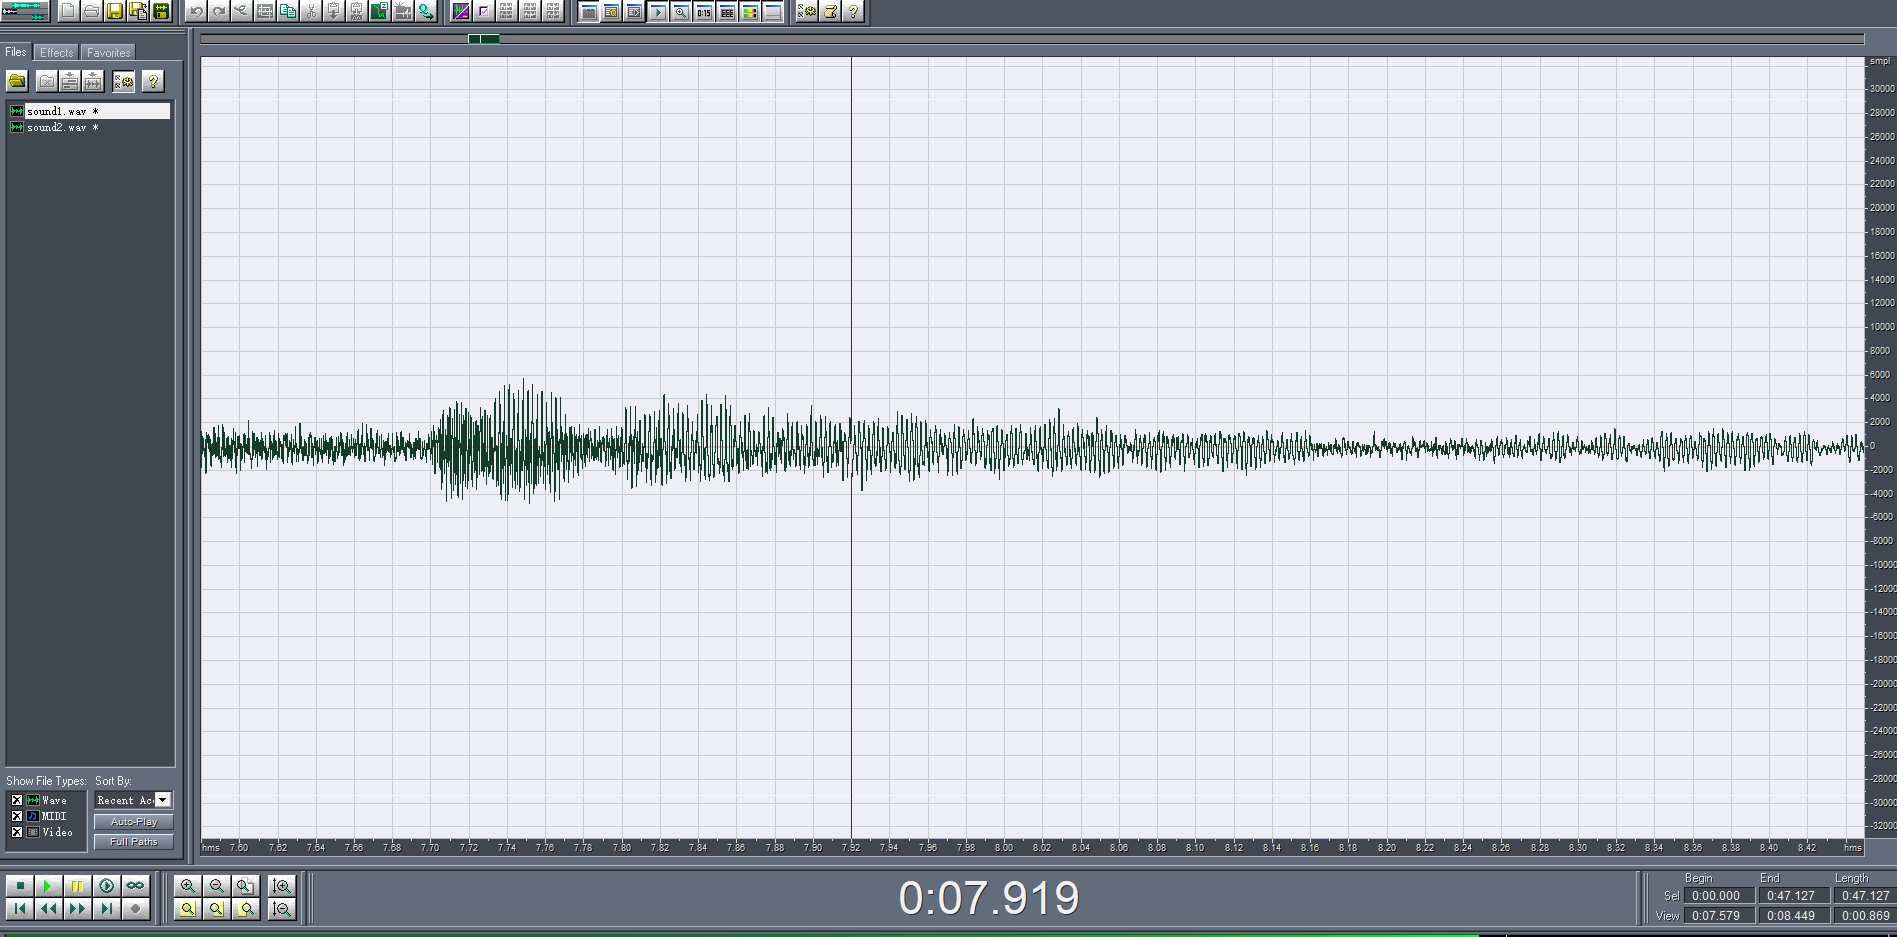 0:15
Files Effects Favorites
sound1.wav *
sound2.wav *
Show File Types: Sort By:
Wave
MIDI
Video
Recent Ac
Auto-Play
Full Paths
smpl
30000
28000
26000
24000
22000
20000
18000
16000
14000
12000
10000
8000
6000
4000
2000
0
-2000
-4000
-6000
-8000
-10000
-12000
-14000
-16000
-18000
-20000
-22000
-24000
-26000
-28000
-30000
-32000
hms 7.60 7.62 7.64 7.66 7.68 7.70 7.72 7.74 7.76 7.78 7.80 7.82 7.84 7.86 7.88 7.90 7.92 7.94 7.96 7.98 8.00 8.02 8.04 8.06 8.08 8.10 8.12 8.14 8.16 8.18 8.20 8.22 8.24 8.26 8.28 8.30 8.32 8.34 8.36 8.38 8.40 8.42 hms
0:07.919
Begin End Length
Sel 0:00.000 0:47.127 0:47.127
View 0:07.579 0:08.449 0:00.869